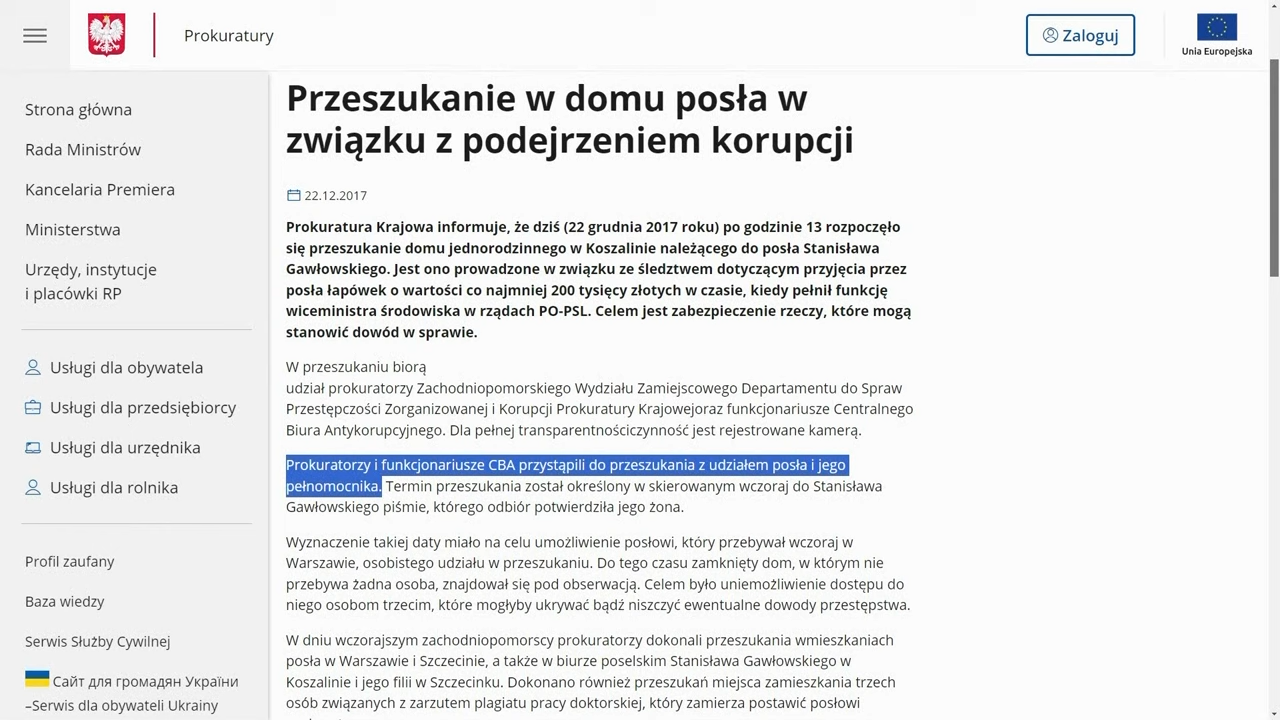 Prokuratury
Zaloguj
Unia Europejska
Strona główna
Rada Ministrów
Kancelaria Premiera
Ministerstwa
Urzędy, instytucje
i placówki RP
Usługi dla obywatela
Usługi dla przedsiębiorcy
Usługi dla urzędnika
Usługi dla rolnika
Profil zaufany
Baza wiedzy
Serwis Służby Cywilnej
Сайт для громадян України
–Serwis dla obywateli Ukrainy
Przeszukanie w domu posła w
związku z podejrzeniem korupcji
22.12.2017
Prokuratura Krajowa informuje, że dziś (22 grudnia 2017 roku) po godzinie 13 rozpoczęło
się przeszukanie domu jednorodzinnego w Koszalinie należącego do posła Stanisława
Gawłowskiego. Jest ono prowadzone w związku ze śledztwem dotyczącym przyjęcia przez
posła łapówek o wartości co najmniej 200 tysięcy złotych w czasie, kiedy pełnił funkcję
wiceministra środowiska w rządach PO-PSL. Celem jest zabezpieczenie rzeczy, które mogą
stanowić dowód w sprawie.
W przeszukaniu biorą
udział prokuratorzy Zachodniopomorskiego Wydziału Zamiejscowego Departamentu do Spraw
Przestępczości Zorganizowanej i Korupcji Prokuratury Krajowejoraz funkcjonariusze Centralnego
Biura Antykorupcyjnego. Dla pełnej transparentnościczynność jest rejestrowane kamerą.
Prokuratorzy i funkcjonariusze CBA przystąpili do przeszukania z udziałem posła i jego
pełnomocnika. Termin przeszukania został określony w skierowanym wczoraj do Stanisława
Gawłowskiego piśmie, którego odbiór potwierdziła jego żona.
Wyznaczenie takiej daty miało na celu umożliwienie posłowi, który przebywał wczoraj w
Warszawie, osobistego udziału w przeszukaniu. Do tego czasu zamknięty dom, w którym nie
przebywa żadna osoba, znajdował się pod obserwacją. Celem było uniemożliwienie dostępu do
niego osobom trzecim, które mogłyby ukrywać bądź niszczyć ewentualne dowody przestępstwa.
W dniu wczorajszym zachodniopomorscy prokuratorzy dokonali przeszukania wmieszkaniach
posła w Warszawie i Szczecinie, a także w biurze poselskim Stanisława Gawłowskiego w
Koszalinie i jego filii w Szczecinku. Dokonano również przeszukań miejsca zamieszkania trzech
osób związanych z zarzutem plagiatu pracy doktorskiej, który zamierza postawić posłowi